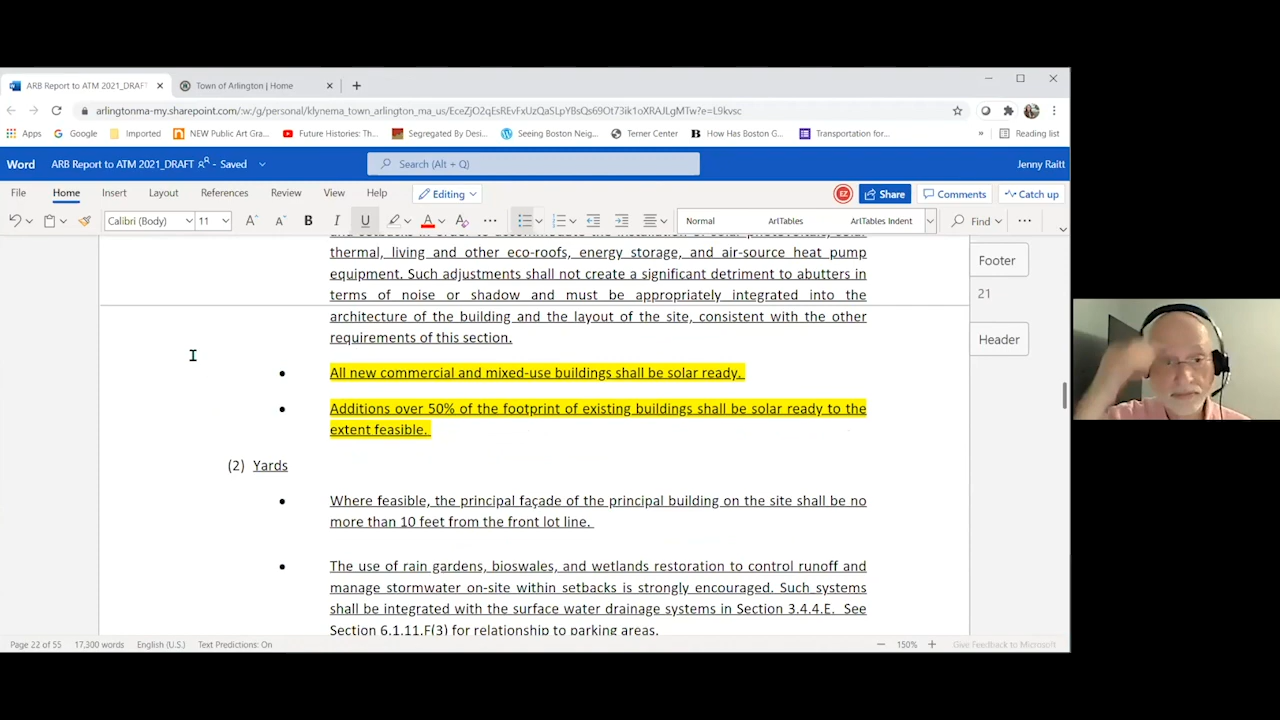 ARB Report to ATM 2021_DRAFT
Town of Arlington | Home
arlingtonma-my.sharepoint.com/:w:/g/personal/klynema_town_arlington_ma_us/EceZjO2qEsREvFxUzQaSLpYBsQs69Ot73ik1oXRAJLgMTw?e=L9kvsc
Apps Google Imported NEW Public Art Gra... Future Histories: Th... Segregated By Desi... Seeing Boston Neig... Terner Center How Has Boston G... Transportation for... » Reading list
Word ARB Report to ATM 2021_DRAFT - Saved Search (Alt + Q) Jenny Raitt
File Home Insert Layout References Review View Help Editing EZ Share Comments Catch up
Calibri (Body) 11 A A B I U A A Normal ArlTables ArlTables Indent Find
thermal, living and other eco-roofs, energy storage, and air-source heat pump
equipment. Such adjustments shall not create a significant detriment to abutters in
terms of noise or shadow and must be appropriately integrated into the
architecture of the building and the layout of the site, consistent with the other
requirements of this section.
• All new commercial and mixed-use buildings shall be solar ready.
• Additions over 50% of the footprint of existing buildings shall be solar ready to the
extent feasible.
(2) Yards
• Where feasible, the principal façade of the principal building on the site shall be no
more than 10 feet from the front lot line.
• The use of rain gardens, bioswales, and wetlands restoration to control runoff and
manage stormwater on-site within setbacks is strongly encouraged. Such systems
shall be integrated with the surface water drainage systems in Section 3.4.4.E. See
Section 6.1.11.F(3) for relationship to parking areas.
Footer
21
Header
Page 22 of 55 17,300 words English (U.S.) Text Predictions: On 150% Give Feedback to Microsoft